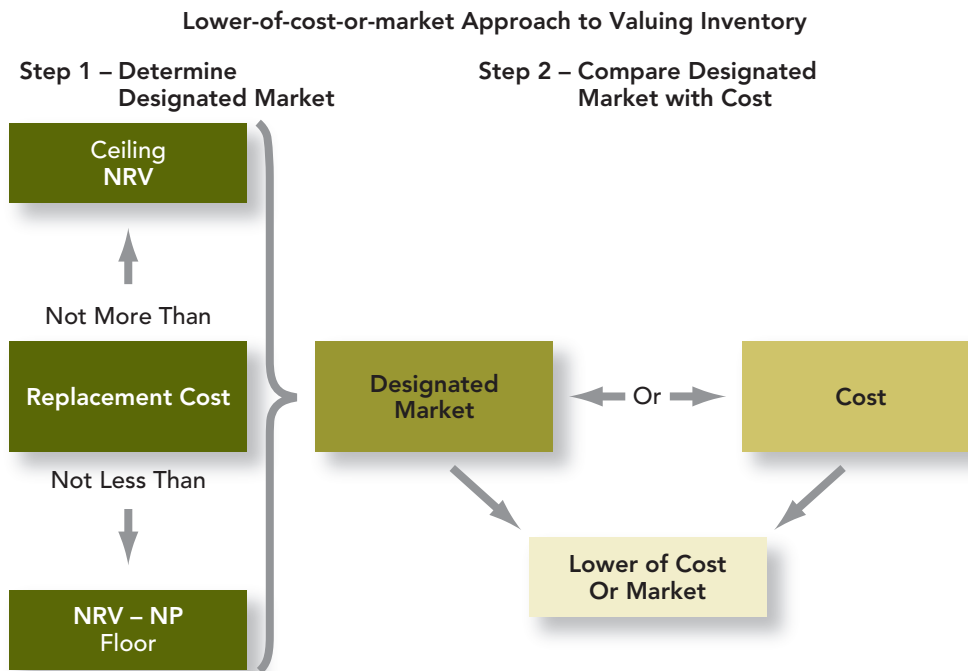 Lower-of-cost-or-market Approach to Valuing Inventory
Step 1 – Determine
Designated Market
Step 2 – Compare Designated
Market with Cost
Ceiling
NRV
Not More Than
Replacement Cost
Not Less Than
NRV – NP
Floor
Designated
Market
Or
Cost
Lower of Cost
Or Market